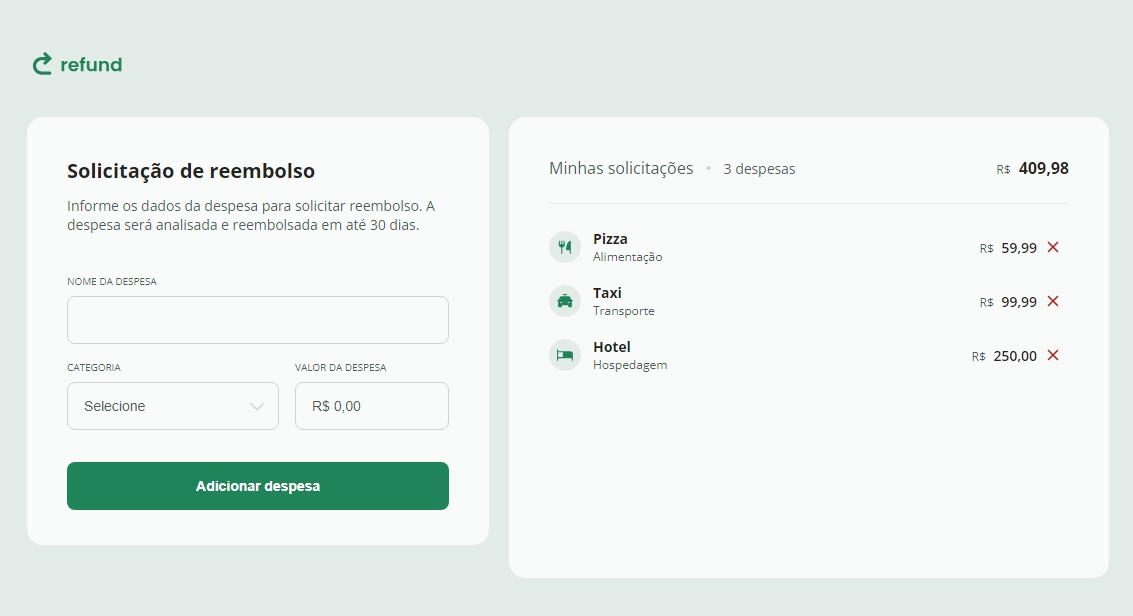 refund
Solicitação de reembolso
Informe os dados da despesa para solicitar reembolso. A
despesa será analisada e reembolsada em até 30 dias.
NOME DA DESPESA
CATEGORIA VALOR DA DESPESA
Selecione R$ 0,00
Adicionar despesa
Minhas solicitações • 3 despesas R$ 409,98
Pizza
Alimentação
R$ 59,99
Taxi
Transporte
R$ 99,99
Hotel
Hospedagem
R$ 250,00